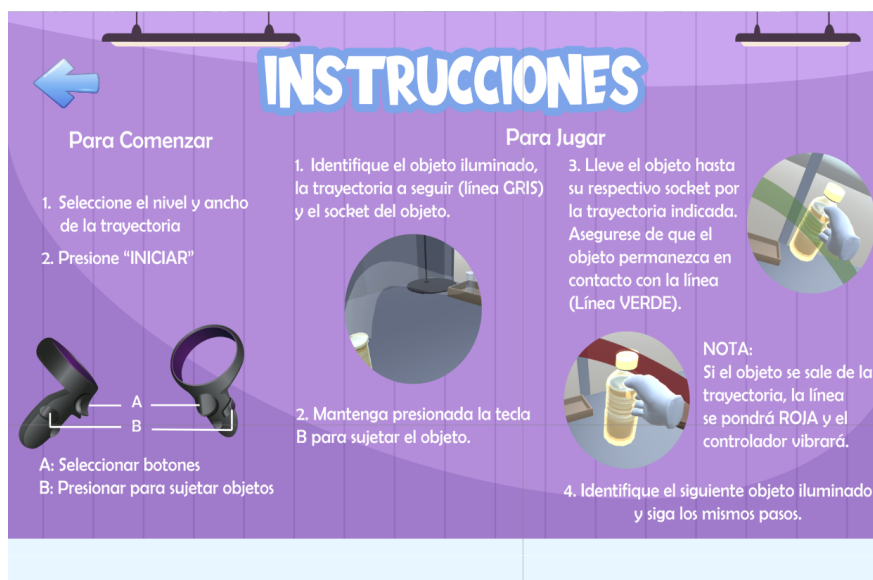 INSTRUCCIONES
Para Comenzar
1. Seleccione el nivel y ancho
de la trayectoria
2. Presione “INICIAR”
A
B
A: Seleccionar botones
B: Presionar para sujetar objetos
Para Jugar
1. Identifique el objeto iluminado,
la trayectoria a seguir (línea GRIS)
y el socket del objeto.
2. Mantenga presionada la tecla
B para sujetar el objeto.
3. Lleve el objeto hasta
su respectivo socket por
la trayectoria indicada.
Asegurese de que el
objeto permanezca en
contacto con la línea
(Línea VERDE).
NOTA:
Si el objeto se sale de la
trayectoria, la línea
se pondrá ROJA y el
controlador vibrará.
4. Identifique el siguiente objeto iluminado
y siga los mismos pasos.